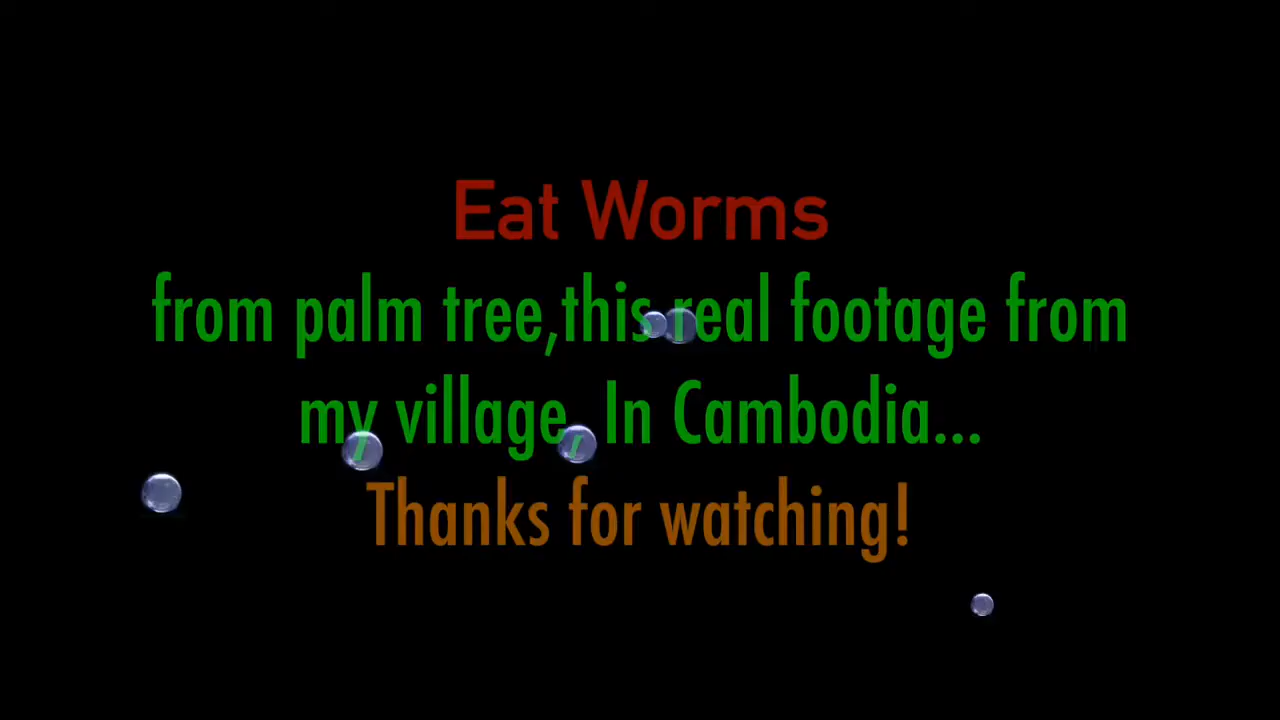 Eat Worms
from palm tree,this real footage from
my village, In Cambodia...
Thanks for watching!